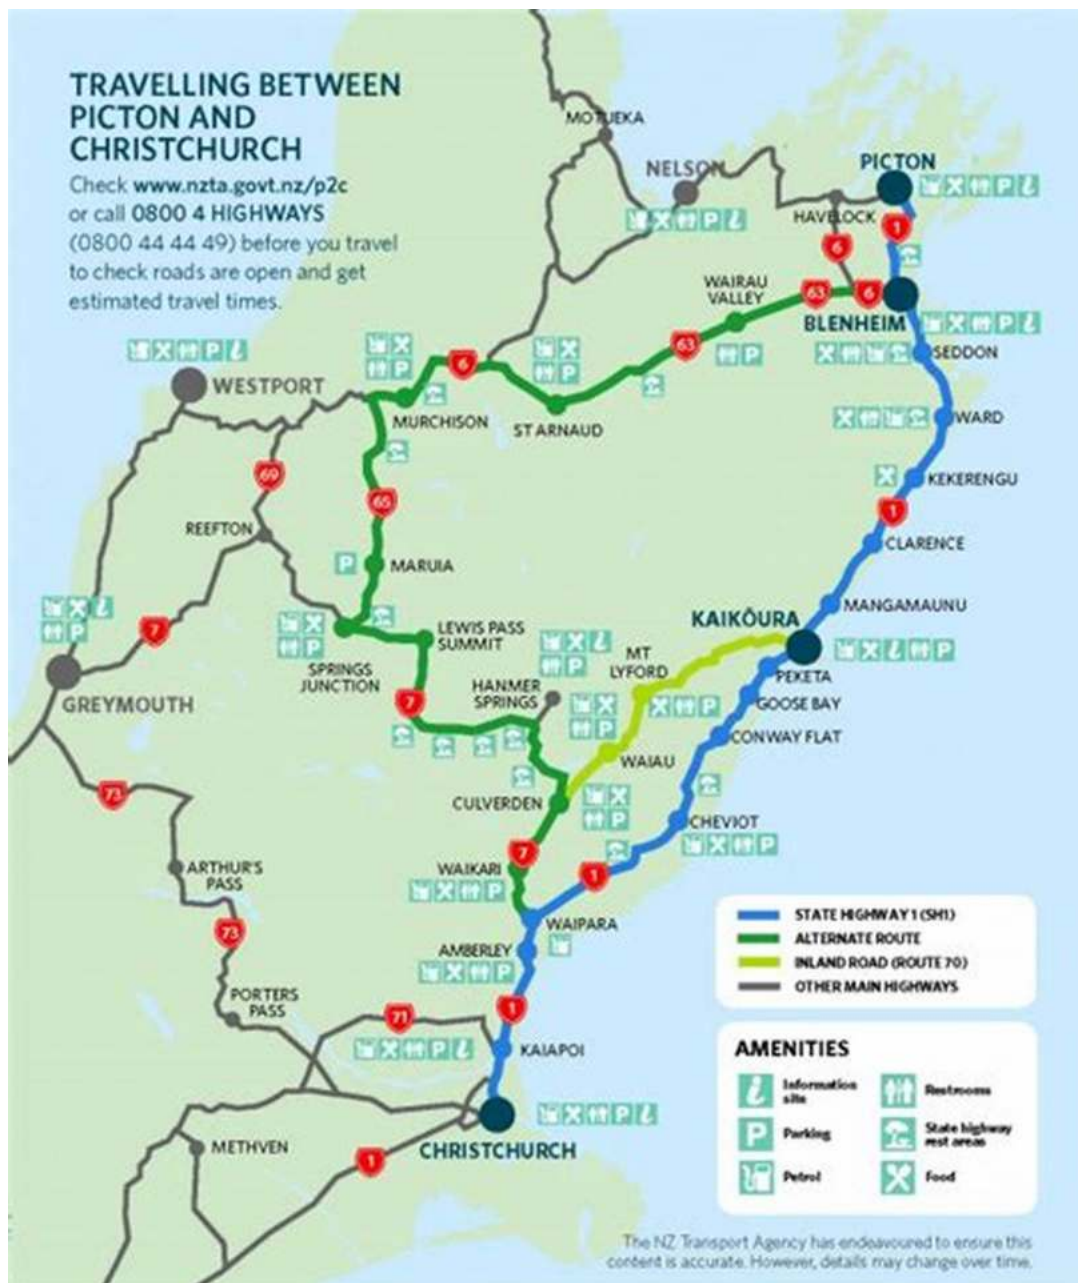 TRAVELLING BETWEEN
PICTON AND
CHRISTCHURCH
Check www.nzta.govt.nz/p2c
or call 0800 4 HIGHWAYS
(0800 44 44 49) before you travel
to check roads are open and get
estimated travel times.
MOTUEKA
NELSON
PICTON
HAVELOCK
1
6
WAIRAU
VALLEY
63
6
BLENHEIM
63
SEDDON
6
WESTPORT
MURCHISON
ST ARNAUD
WARD
69
KEKERENGU
65
1
REEFTON
CLARENCE
MARUIA
MANGAMAUNU
KAIKŌURA
7
LEWIS PASS
SUMMIT
MT
LYFORD
SPRINGS
JUNCTION
PEKETA
HANMER
SPRINGS
7
GREYMOUTH
GOOSE BAY
CONWAY FLAT
WAIAU
73
CULVERDEN
CHEVIOT
7
ARTHUR'S
PASS
WAIKARI
1
WAIPARA
73
AMBERLEY
PORTERS
PASS
1
71
KAIAPOI
METHVEN
CHRISTCHURCH
1
STATE HIGHWAY 1 (SH1)
ALTERNATE ROUTE
INLAND ROAD (ROUTE 70)
OTHER MAIN HIGHWAYS
AMENITIES
Information
site
Restrooms
P
Parking
State highway
rest areas
Petrol
Food
The NZ Transport Agency has endeavoured to ensure this
content is accurate. However, details may change over time.